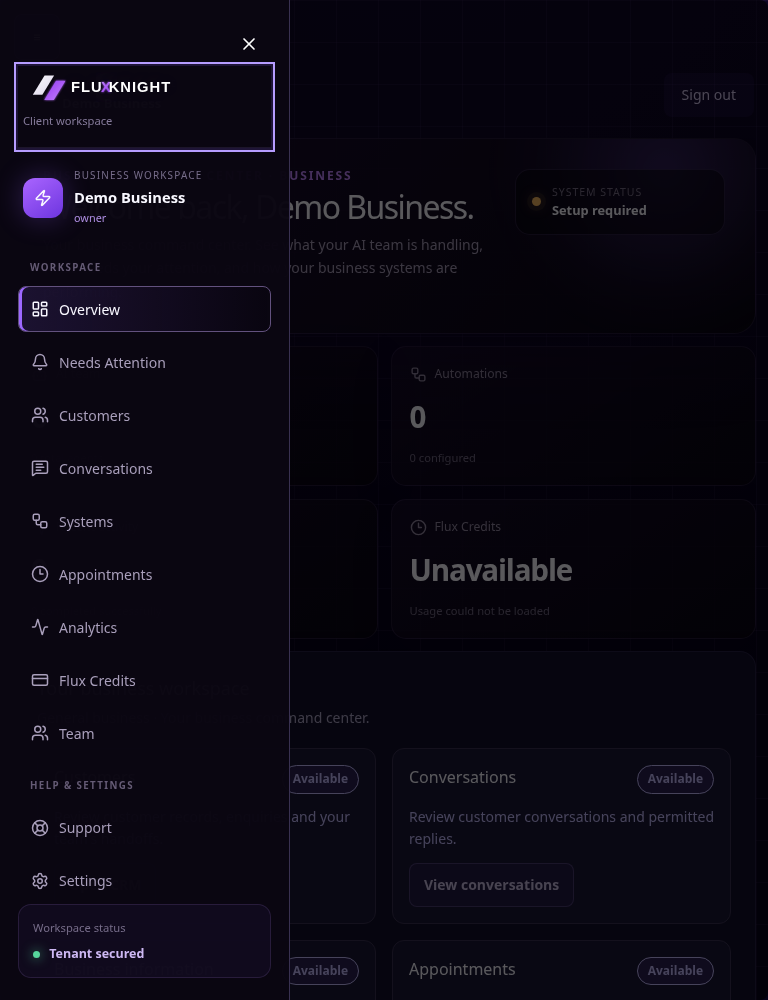 FLUXKNIGHT
Client workspace
BUSINESS WORKSPACE
Demo Business
owner
WORKSPACE
Overview
Needs Attention
Customers
Conversations
Systems
Appointments
Analytics
Flux Credits
Team
HELP & SETTINGS
Support
Settings
Workspace status
Tenant secured
Sign out
BUSINESS
back, Demo Business.
what your AI team is handling,
your business systems are
SYSTEM STATUS
Setup required
Automations
0
0 configured
Flux Credits
Unavailable
Usage could not be loaded
mand center.
Available
and your
Conversations
Available
Review customer conversations and permitted
replies.
View conversations
Available
Appointments
Available